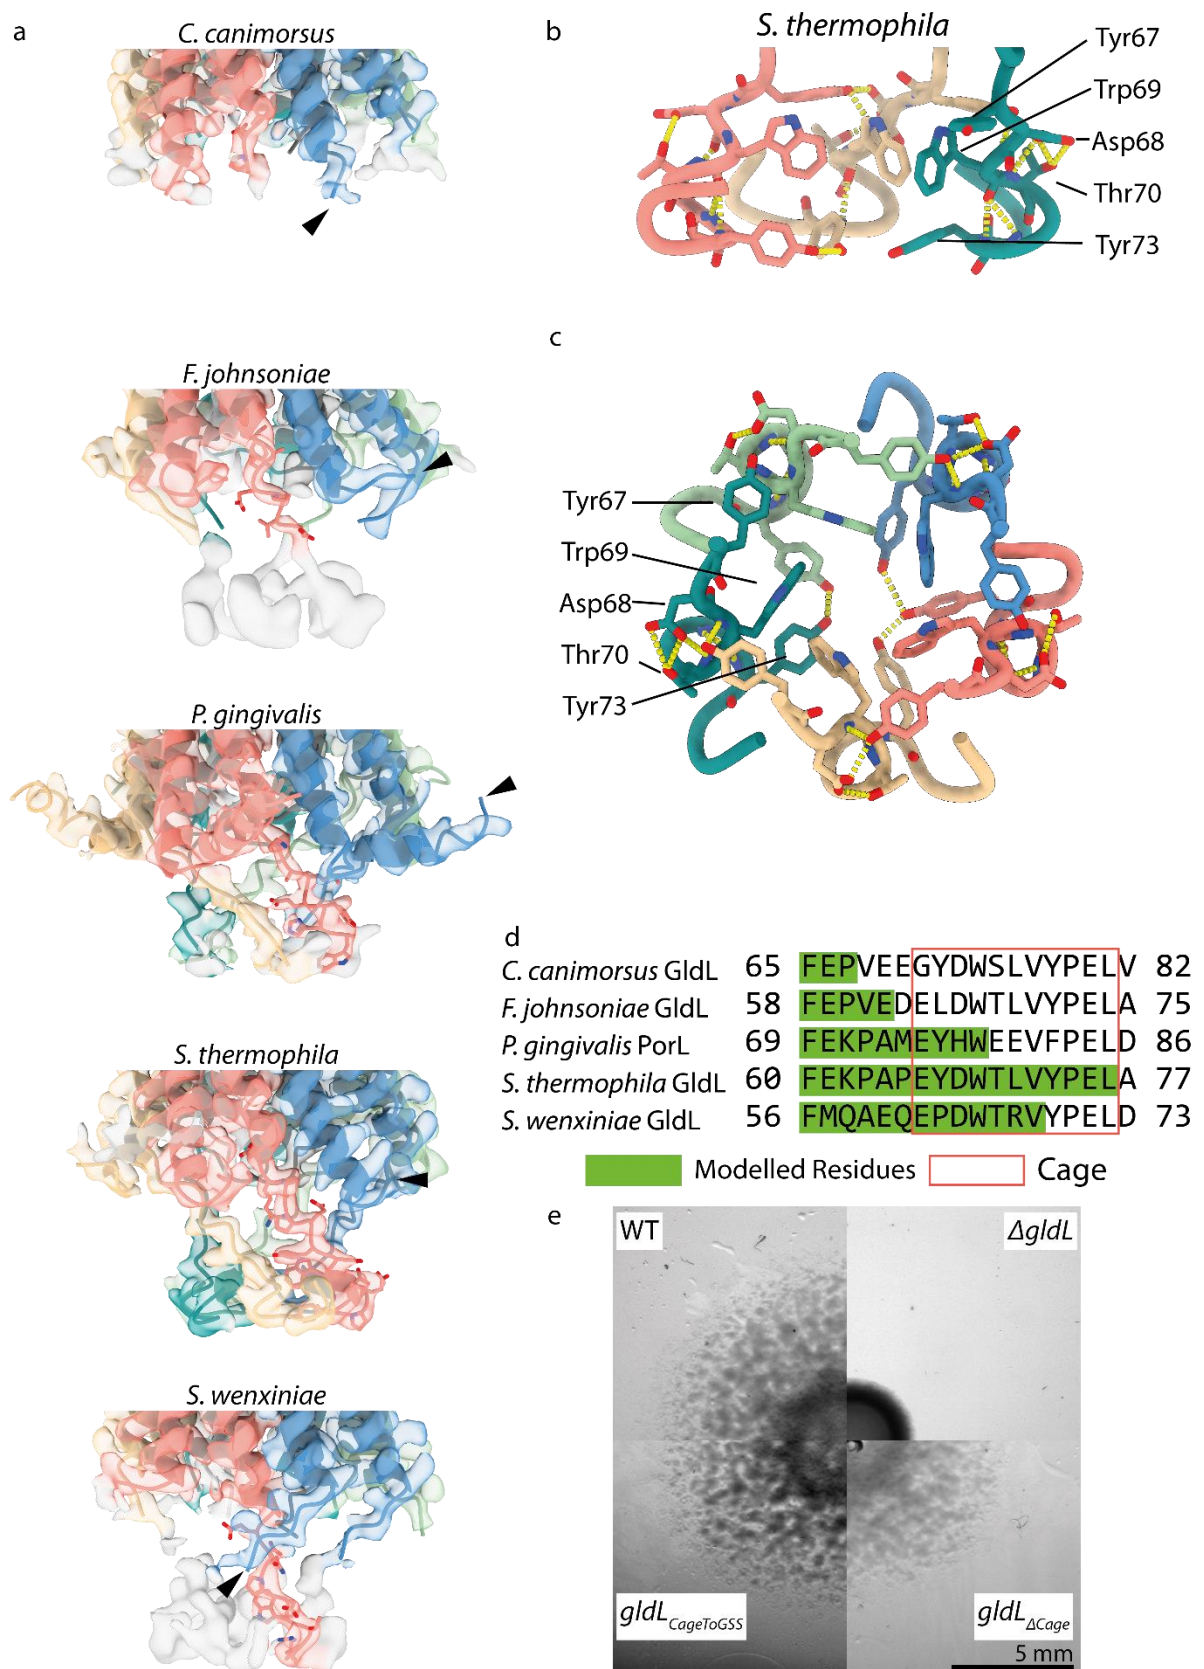 a
C. canimorsus
F. johnsoniae
P. gingivalis
S. thermophila
S. wenxiniae
b
S. thermophila
Tyr67
Trp69
Asp68
Thr70
Tyr73
c
Tyr67
Trp69
Asp68
Thr70
Tyr73
d
C. canimorsus GldL 65 FEPVEEGYDWSLVYPELV 82
F. johnsoniae GldL 58 FEPVEDELDWTLVYPELA 75
P. gingivalis PorL 69 FEKPAMEYHWEEVFPELD 86
S. thermophila GldL 60 FEKPAPEYDWTLVYPELA 77
S. wenxiniae GldL 56 FMQAEQEPDWTRVYPELD 73
Modelled Residues Cage
e
WT ΔgldL
gldLCageToGSS gldLΔCage
5 mm